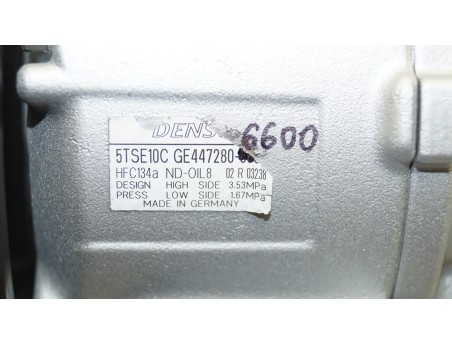 DENS 6600
5TSE10C GE447280-
HFC134a ND-OIL8 02 R 03238
DESIGN HIGH SIDE 3.53MPa
PRESS LOW SIDE 1.67MPa
MADE IN GERMANY